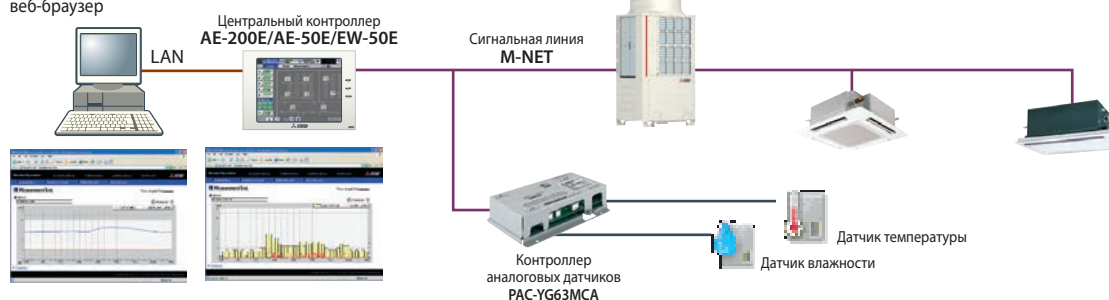 веб-браузер
Центральный контроллер
AE-200E/AE-50E/EW-50E
LAN
Сигнальная линия
M-NET
Датчик температуры
Датчик влажности
Контроллер
аналоговых датчиков
PAC-YG63MCA